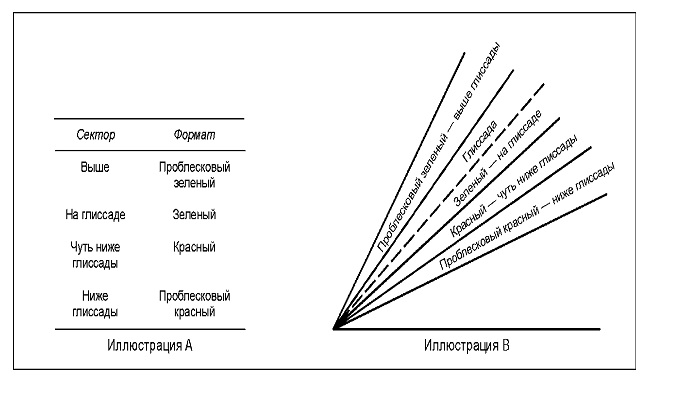 Сектор Формат
Выше Проблесковый
зеленый
На глиссаде Зеленый
Чуть ниже Красный
глиссады
Ниже Проблесковый
глиссады красный
Иллюстрация А
Проблесковый зеленый — выше глиссады
Глиссада
Зеленый — на глиссаде
Красный — чуть ниже глиссады
Проблесковый красный — ниже глиссады
Иллюстрация В